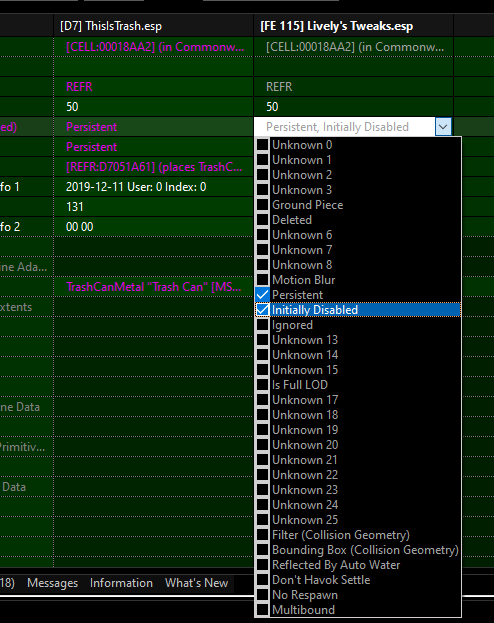 [D7] ThisIsTrash.esp [FE 115] Lively's Tweaks.esp
[CELL:00018AA2] (in Commonw... [CELL:00018AA2] (in Commonw...
REFR REFR
50 50
ed) Persistent Persistent, Initially Disabled
Persistent Unknown 0
Unknown 1
[REFR:D7051A61] (places TrashC... Unknown 2
fo 1 2019-12-11 User: 0 Index: 0 Unknown 3
131 Ground Piece
fo 2 00 00 Deleted
Unknown 6
Unknown 7
ine Ada... Unknown 8
TrashCanMetal "Trash Can" [MS... Motion Blur
Persistent
xtents Initially Disabled
Ignored
Unknown 13
Unknown 14
Unknown 15
Is Full LOD
Unknown 17
ne Data Unknown 18
Unknown 19
Primitiv... Unknown 20
Unknown 21
Unknown 22
Data Unknown 23
Unknown 24
Unknown 25
Filter (Collision Geometry)
Bounding Box (Collision Geometry)
Reflected By Auto Water
18) Messages Information What's New Don't Havok Settle
No Respawn
Multibound